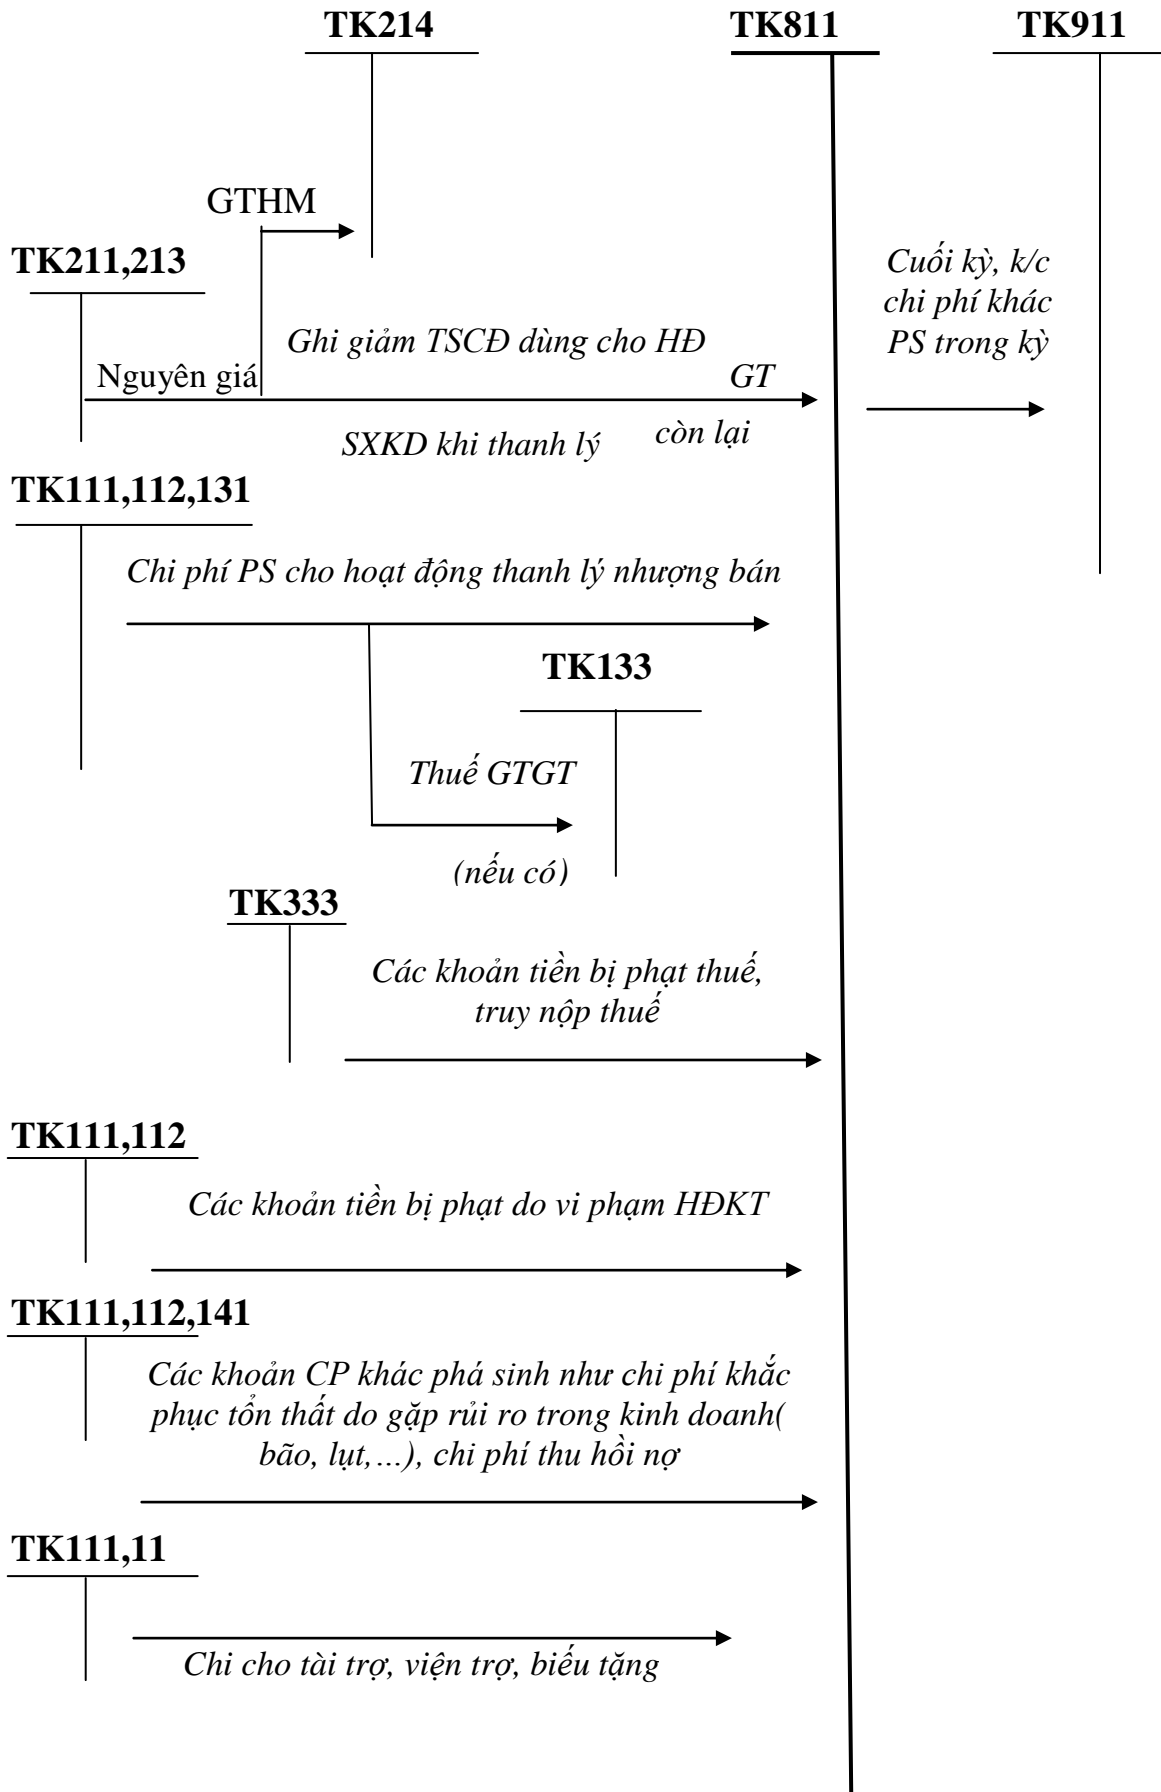 TK214
TK811
TK911
GTHM
TK211,213
Cuối kỳ, k/c
chi phí khác
PS trong kỳ
Ghi giảm TSCĐ dùng cho HĐ
Nguyên giá
GT
SXKD khi thanh lý
còn lại
TK111,112,131
Chi phí PS cho hoạt động thanh lý nhượng bán
TK133
Thuế GTGT
(nếu có)
TK333
Các khoản tiền bị phạt thuế,
truy nộp thuế
TK111,112
Các khoản tiền bị phạt do vi phạm HĐKT
TK111,112,141
Các khoản CP khác phá sinh như chi phí khắc
phục tổn thất do gặp rủi ro trong kinh doanh(
bão, lụt,...), chi phí thu hồi nợ
TK111,11
Chi cho tài trợ, viện trợ, biếu tặng